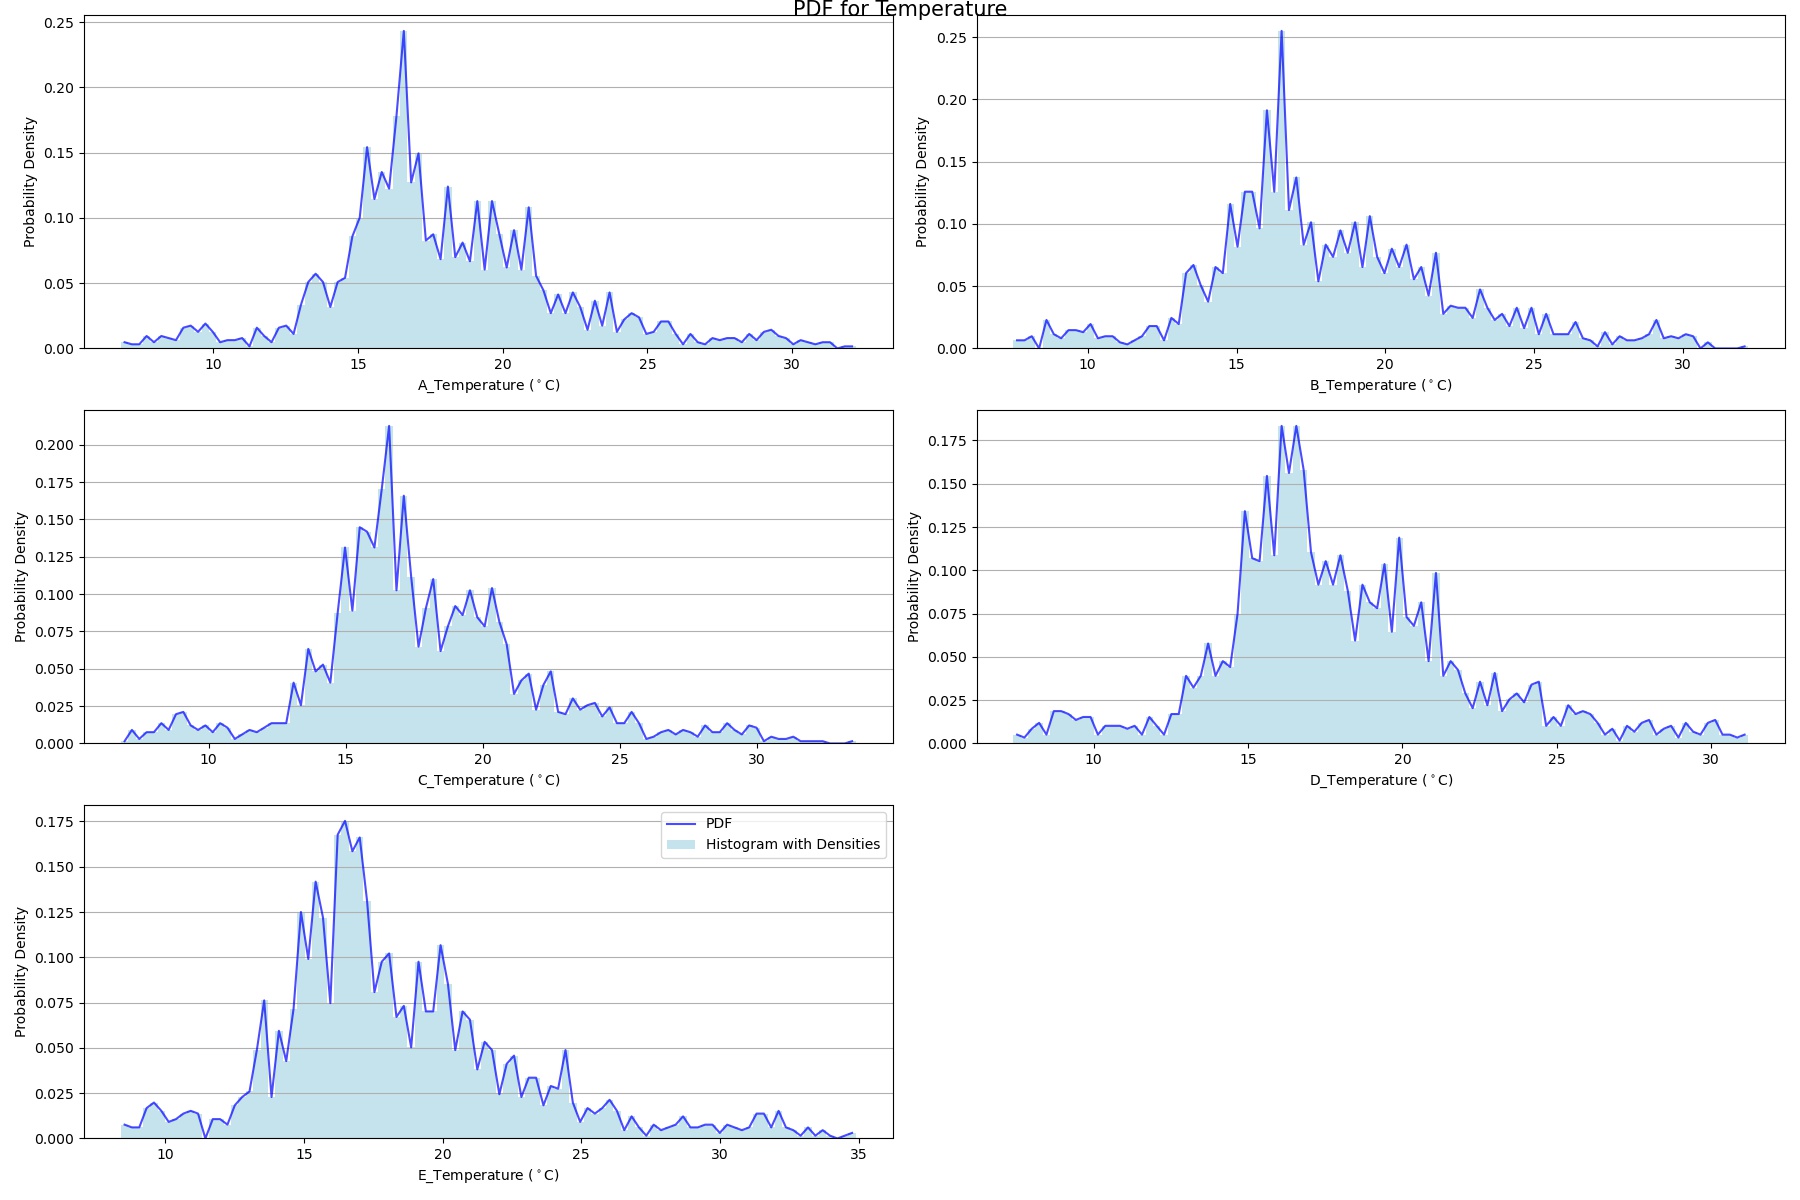 PDF for Temperature
0.25
0.20
0.15
0.10
0.05
0.00
Probability Density
10 15 20 25 30
A_Temperature (°C)
0.25
0.20
0.15
0.10
0.05
0.00
Probability Density
10 15 20 25 30
B_Temperature (°C)
0.200
0.175
0.150
0.125
0.100
0.075
0.050
0.025
0.000
Probability Density
10 15 20 25 30
C_Temperature (°C)
0.175
0.150
0.125
0.100
0.075
0.050
0.025
0.000
Probability Density
10 15 20 25 30
D_Temperature (°C)
0.175
0.150
0.125
0.100
0.075
0.050
0.025
0.000
Probability Density
PDF
Histogram with Densities
10 15 20 25 30 35
E_Temperature (°C)